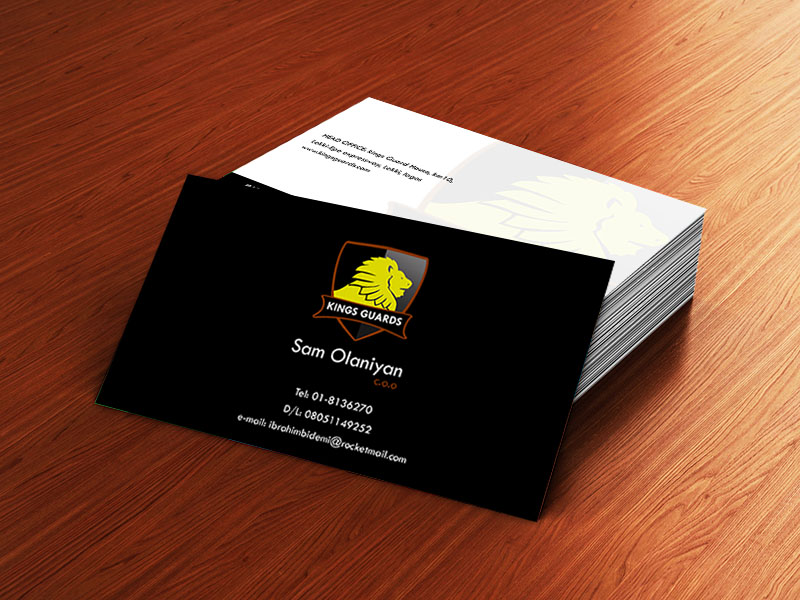 HEAD OFFICE: Kings Guard House, km 10,
Lekki-Epe expressway, Lekki, lagos
www.kingsguards.com
KINGS GUARDS
Sam Olaniyan
C.O.O
Tel: 01-8136270
D/L: 08051149252
e-mail: ibrohimbidemi@rocketmail.com